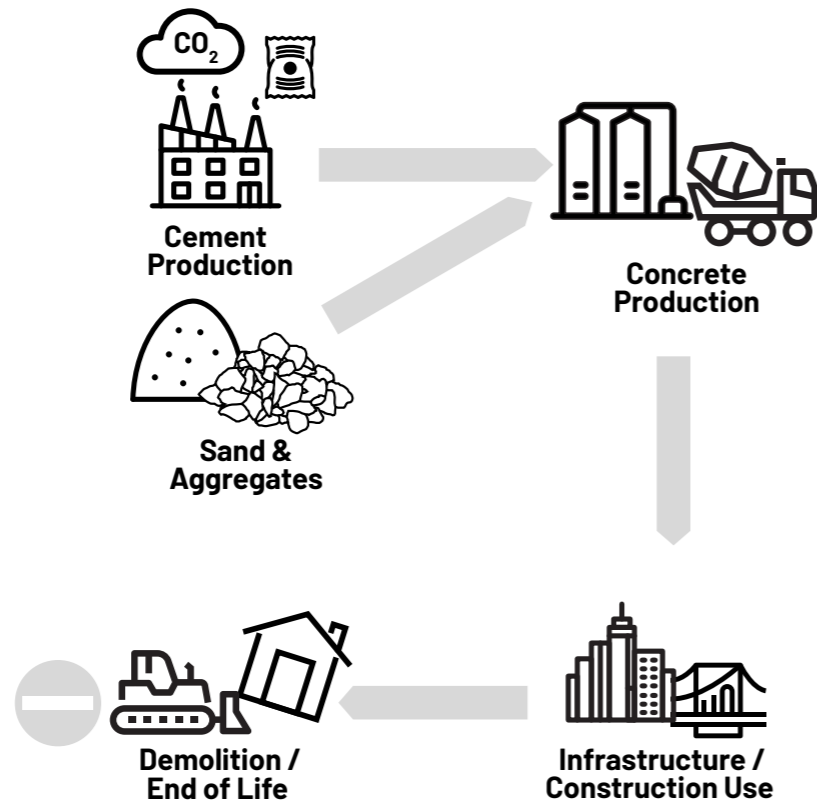 CO2
Cement
Production
Concrete
Production
Sand &
Aggregates
Demolition /
End of Life
Infrastructure /
Construction Use